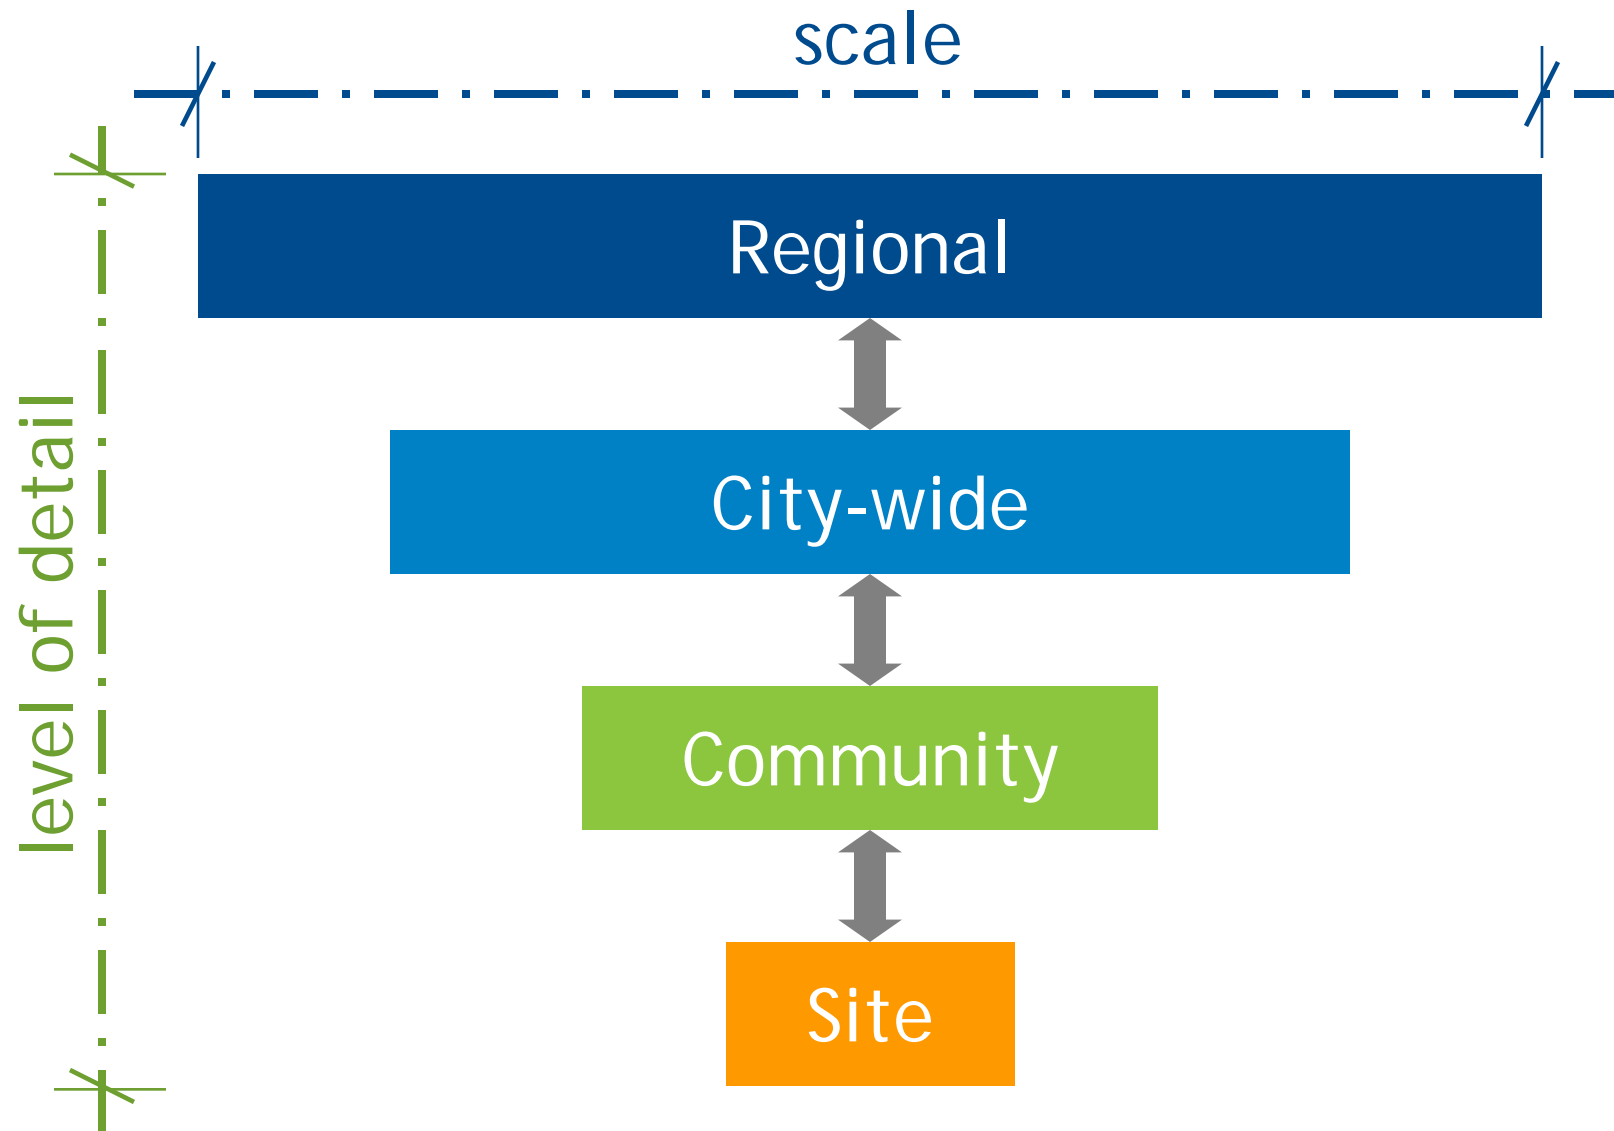 scale
Regional
level of detail
City-wide
Community
Site